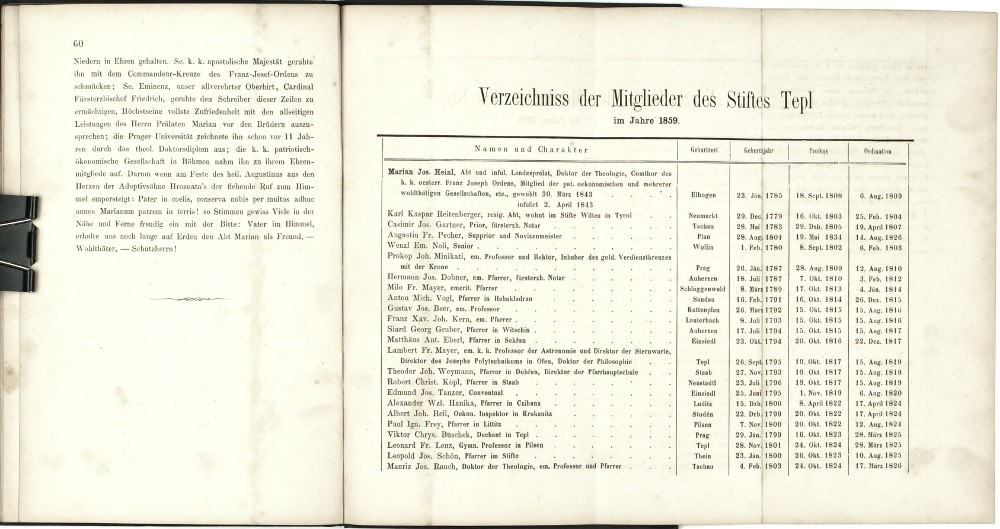 60
Niedern in Ehren gehalten. Se. k. k. apostolische Majestät geruhte
ihn mit dem Commandeur-Kreuze des Franz-Josef-Ordens zu
schmücken; Se. Eminenz, unser allverehrter Oberhirt, Cardinal
Fürsterzbischof Friedrich, geruhte den Schreiber dieser Zeilen zu
ermächtigen, Höchstseine vollste Zufriedenheit mit den allseitigen
Leistungen des Herrn Prälaten Marian vor den Brüdern auszu-
sprechen; die Prager Universität zeichnete ihn schon vor 11 Jah-
ren durch das theol. Doktorsdiplom aus; die k. k. patriotisch-
ökonomische Gesellschaft in Böhmen nahm ihn zu ihrem Ehren-
mitgliede auf. Darum wenn am Feste des heil. Augustinus aus den
Herzen der Adoptivsöhne Hroznata's der flehende Ruf zum Him-
mel emporsteigt: Pater in coelis, conserva nobis per multos adhuc
annos Marianum patrem in terris! so Stimmen gewiss Viele in der
Nähe und Ferne freudig ein mit der Bitte: Vater im Himmel,
erhalte uns noch lange auf Erden den Abt Marian als Freund, —
Wohlthäter, — Schutzherrn!
Verzeichniss der Mitglieder des Stiftes Tepl
im Jahre 1859.
Namen und Charakter Geburtsort Geburtsjahr Profess Ordination
Marian Jos. Heinl, Abt und inful. Landesprälat, Doktor der Theologie, Comthur des
k. k. oesterr. Franz Joseph Ordens, Mitglied der pat. oekonomischen und mehrerer
wohlthätigen Gesellschaften, etc., gewählt 30. März 1843 Elbogen 23. Jän. 1785 18. Sept. 1808 6. Aug. 1809
infulirt 2. April 1843
Karl Kaspar Reitenberger, resig. Abt, wohnt im Stifte Wilten in Tyrol Neumarkt 29. Dec. 1779 16. Okt. 1803 25. Feb. 1804
Casimir Jos. Gartner, Prior, fürsterzb. Notar Tachau 28. Mai 1783 29. Dzb. 1805 19. April 1807
Augustin Fr. Pecher, Supprior und Novizenmeister Plan 28. Aug. 1801 19. Mai 1834 14. Aug. 1826
Wenzl Em. Noli, Senior Wollin 1. Feb. 1780 8. Sept. 1802 6. Feb. 1803
Prokop Joh. Minikati, em. Professor und Rektor, Inhaber des gold. Verdienstkreuzes
mit der Krone Prag 26. Jän. 1787 28. Aug. 1809 12. Aug. 1810
Hermann Jos. Dobner, em. Pfarrer, fürsterzb. Notar Auherzen 18. Juli 1787 7. Okt. 1810 3. Feb. 1812
Milo Fr. Mayer, emerit. Pfarrer Schlaggenwald 8. März 1789 17. Okt. 1813 4. Jän. 1814
Anton Mich. Vogl, Pfarrer in Habakladrau Sandau 16. Feb. 1791 16. Okt. 1814 26. Dez. 1815
Gustav Jos. Beer, em. Professor Kuttenplan 26. März 1792 15. Okt. 1815 15. Aug. 1816
Franz Xav. Joh. Kern, em. Pfarrer Lauterbach 8. Juli 1793 15. Okt. 1815 15. Aug. 1816
Siard Georg Gruber, Pfarrer in Witschin Auherzen 17. Juli 1794 15. Okt. 1815 15. Aug. 1817
Matthäus Ant. Eberl, Pfarrer in Sekřan Einsiedl 23. Okt. 1794 20. Okt. 1816 22. Dez. 1817
Lambert Fr. Mayer, em. k. k. Professor der Astronomie und Direktor der Sternwarte,
Direktor des Josephs Polytechnikums in Ofen, Doktor der Philosophie Tepl 26. Sept. 1795 19. Okt. 1817 15. Aug. 1819
Theodor Joh. Weymann, Pfarrer in Dobřan, Direktor der Pfarrhauptschule Staab 27. Nov. 1793 19. Okt. 1817 15. Aug. 1819
Robert Christ. Köpl, Pfarrer in Staab Neustadtl 23. Juli 1796 19. Okt. 1817 15. Aug. 1819
Edmund Jos. Tanzer, Conventual Einsiedl 25. Juni 1795 1. Nov. 1819 6. Aug. 1820
Alexander Wzl. Hanika, Pfarrer in Czihana Luditz 15. Dzb. 1800 8. April 1822 17. April 1824
Albert Joh. Reil, Oekon. Inspektor in Krukanitz Studěn 22. Dzb. 1799 20. Okt. 1822 17. April 1824
Paul Ign. Frey, Pfarrer in Littitz Pilsen 7. Nov. 1800 20. Okt. 1822 12. Aug. 1824
Viktor Chrys. Buschek, Dechant in Tepl Prag 29. Jän. 1799 16. Okt. 1823 28. März 1825
Leonard Fr. Lenz, Gymn. Professor in Pilsen Tepl 28. Nov. 1801 24. Okt. 1824 28. März 1825
Leopold Jos. Schön, Pfarrer im Stifte Thein 23. Jän. 1800 26. Okt. 1823 10. Aug. 1825
Mauriz Jos. Rauch, Doktor der Theologie, em. Professor und Pfarrer Tachau 4. Feb. 1803 24. Okt. 1824 17. März 1826